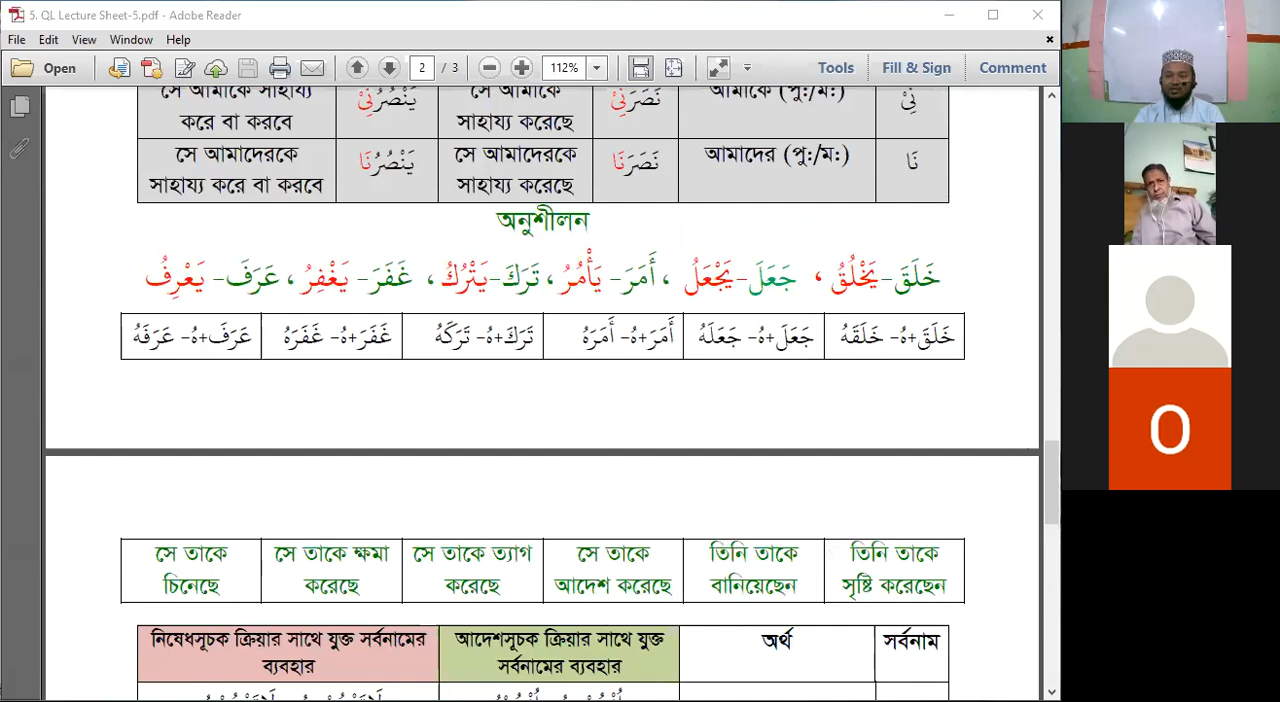 5. QL Lecture Sheet-5.pdf - Adobe Reader
File Edit View Window Help
Open 2 / 3 112% Tools Fill & Sign Comment
সে আমাকে সাহায্য يَنْصُرُنِيْ সে আমাকে نَصَرَنِيْ আমাকে (পু:/ম:) نِيْ
করে বা করবে সাহায্য করেছে
সে আমাদেরকে يَنْصُرُنَا সে আমাদেরকে نَصَرَنَا আমাদের (পু:/ম:) نَا
সাহায্য করে বা করবে সাহায্য করেছে
অনুশীলন
خَلَقَ-يَخْلُقُ ، جَعَلَ-يَجْعَلُ ، أَمَرَ- يَأْمُرُ ، تَرَكَ-يَتْرُكُ ، غَفَرَ- يَغْفِرُ ، عَرَفَ- يَعْرِفُ
خَلَقَ+هُ- خَلَقَهُ جَعَلَ+هُ- جَعَلَهُ أَمَرَ+هُ- أَمَرَهُ تَرَكَ+هُ- تَرَكَهُ غَفَرَ+هُ- غَفَرَهُ عَرَفَ+هُ- عَرَفَهُ
সে তাকে সে তাকে ক্ষমা সে তাকে ত্যাগ সে তাকে তিনি তাকে তিনি তাকে
চিনেছে করেছে করেছে আদেশ করেছে বানিয়েছেন সৃষ্টি করেছেন
নিষেধসূচক ক্রিয়ার সাথে যুক্ত সর্বনামের আদেশসূচক ক্রিয়ার সাথে যুক্ত অর্থ সর্বনাম
ব্যবহার সর্বনামের ব্যবহার
O